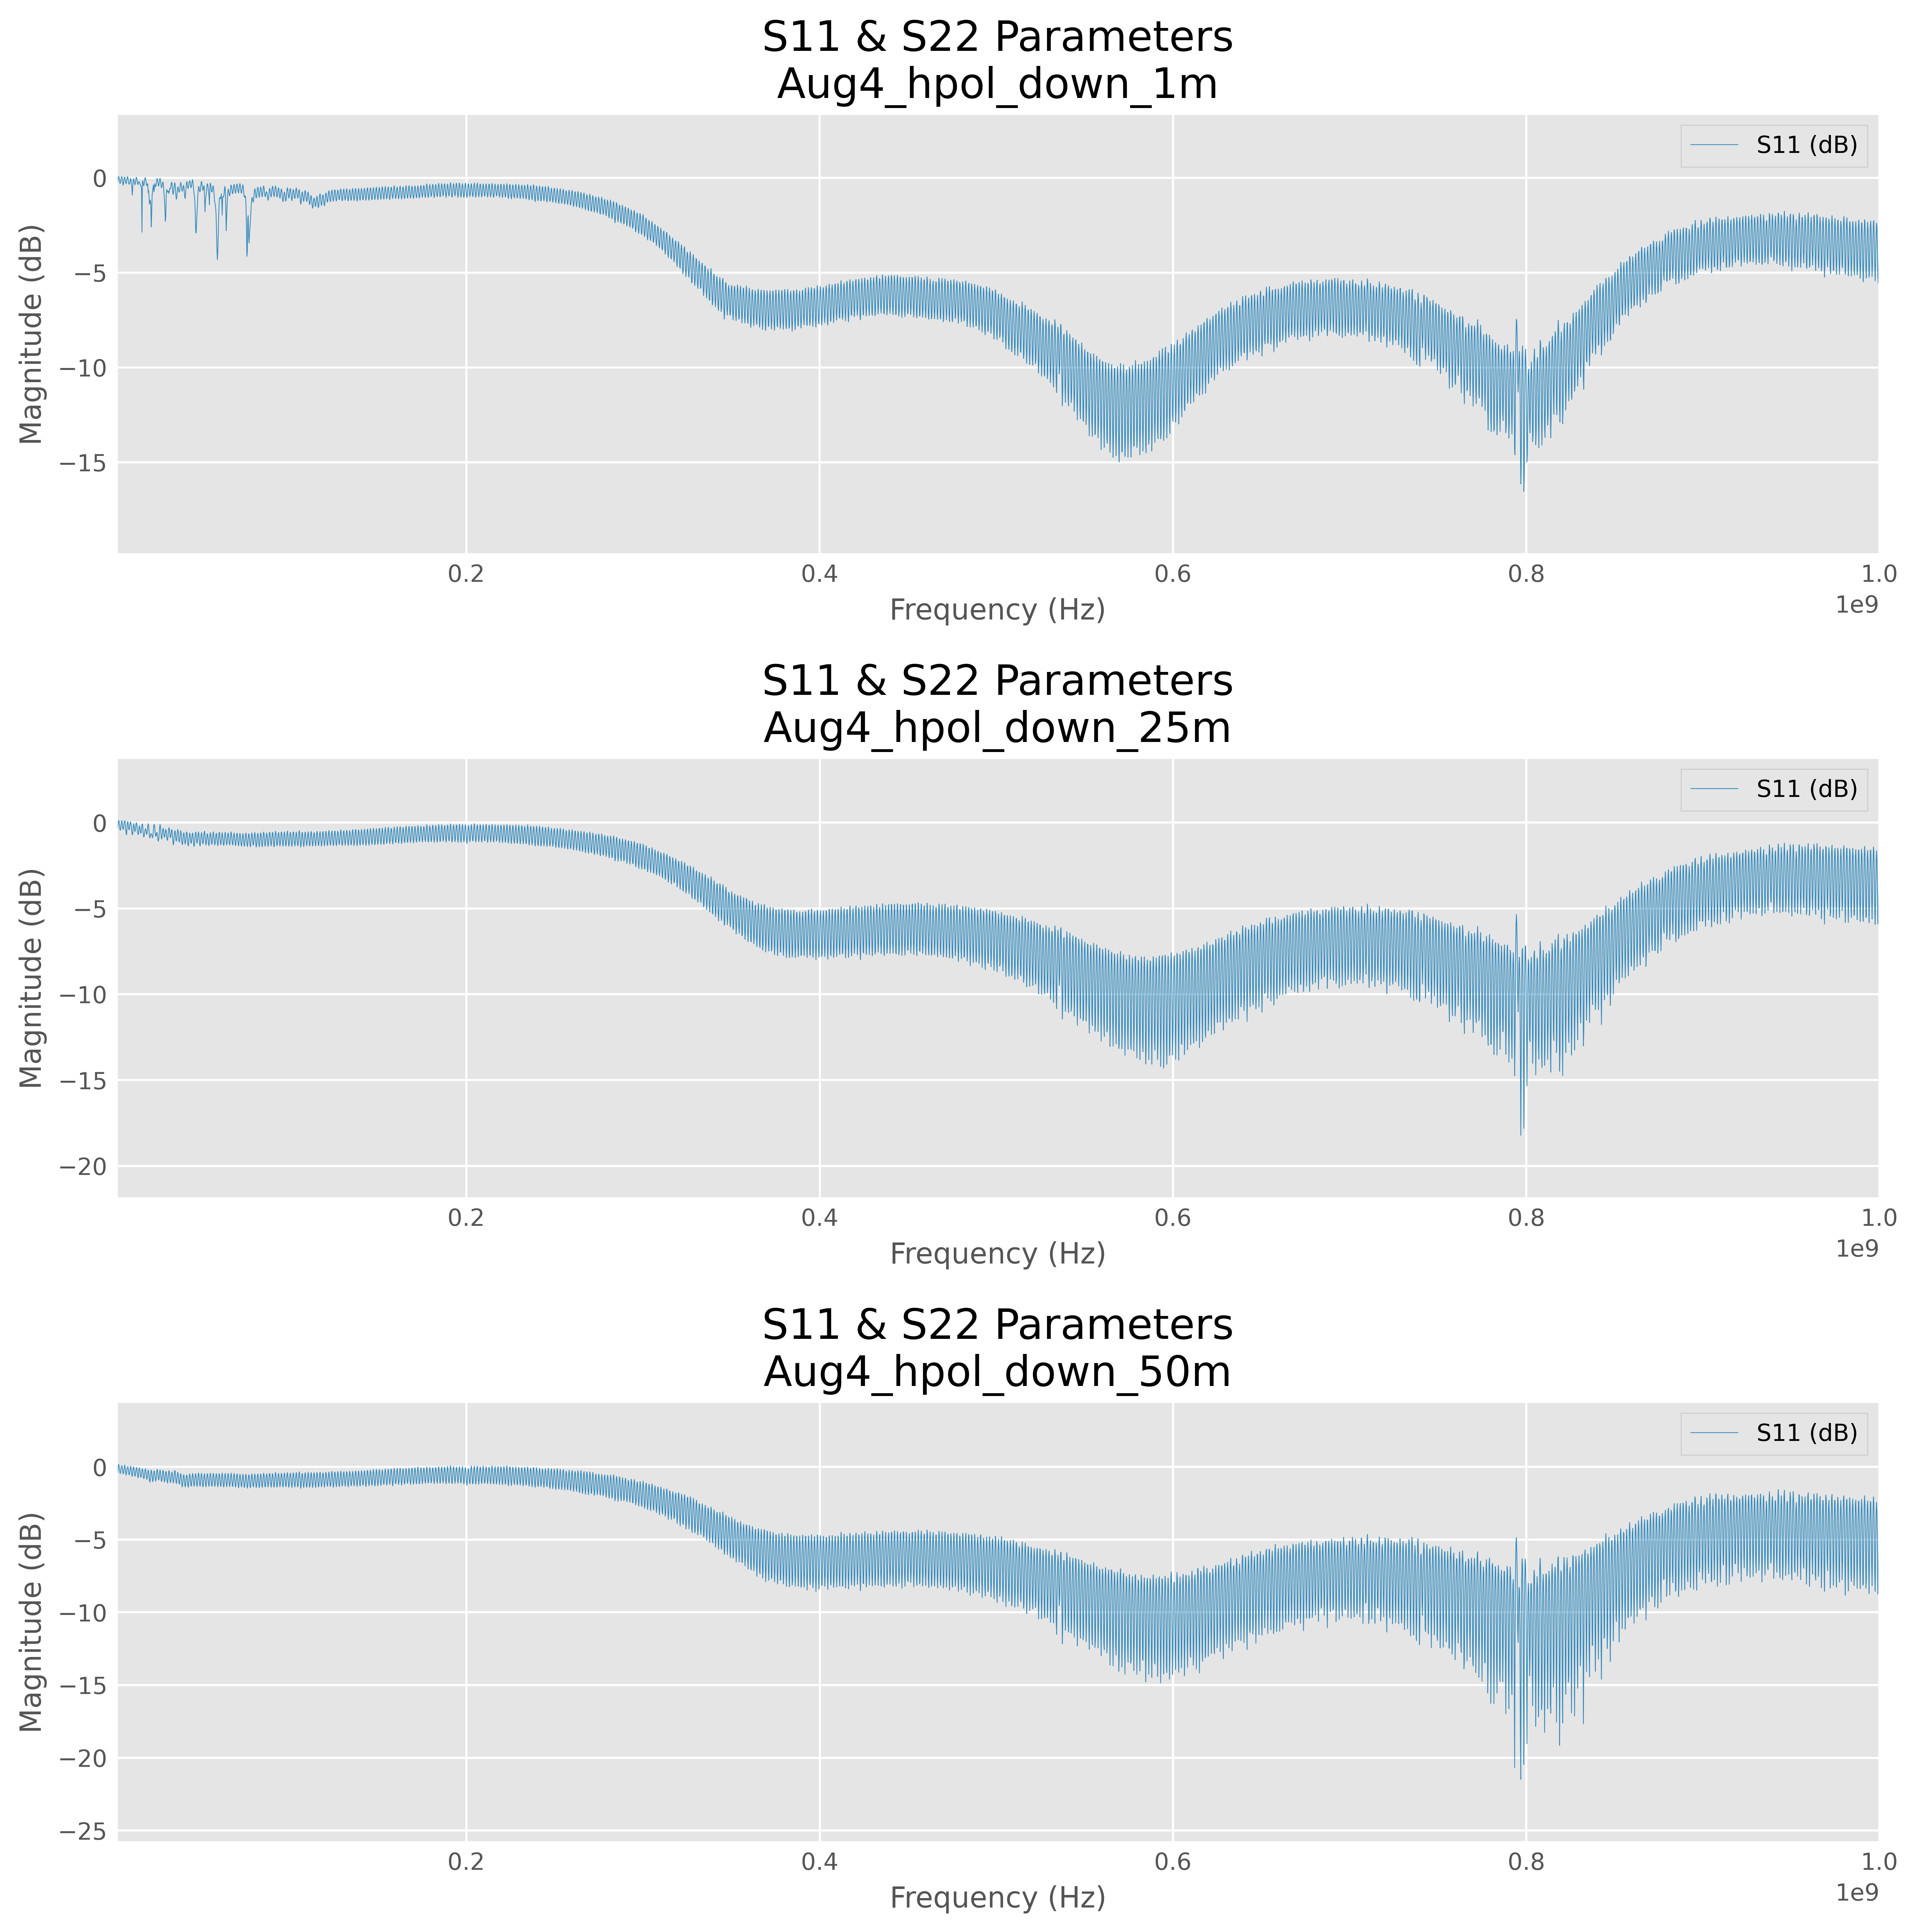 S11 & S22 Parameters
Aug4_hpol_down_1m
S11 (dB)
0
−5
−10
−15
Magnitude (dB)
0.2
0.4
0.6
0.8
1.0
1e9
Frequency (Hz)
S11 & S22 Parameters
Aug4_hpol_down_25m
S11 (dB)
0
−5
−10
−15
−20
Magnitude (dB)
0.2
0.4
0.6
0.8
1.0
1e9
Frequency (Hz)
S11 & S22 Parameters
Aug4_hpol_down_50m
S11 (dB)
0
−5
−10
−15
−20
−25
Magnitude (dB)
0.2
0.4
0.6
0.8
1.0
1e9
Frequency (Hz)